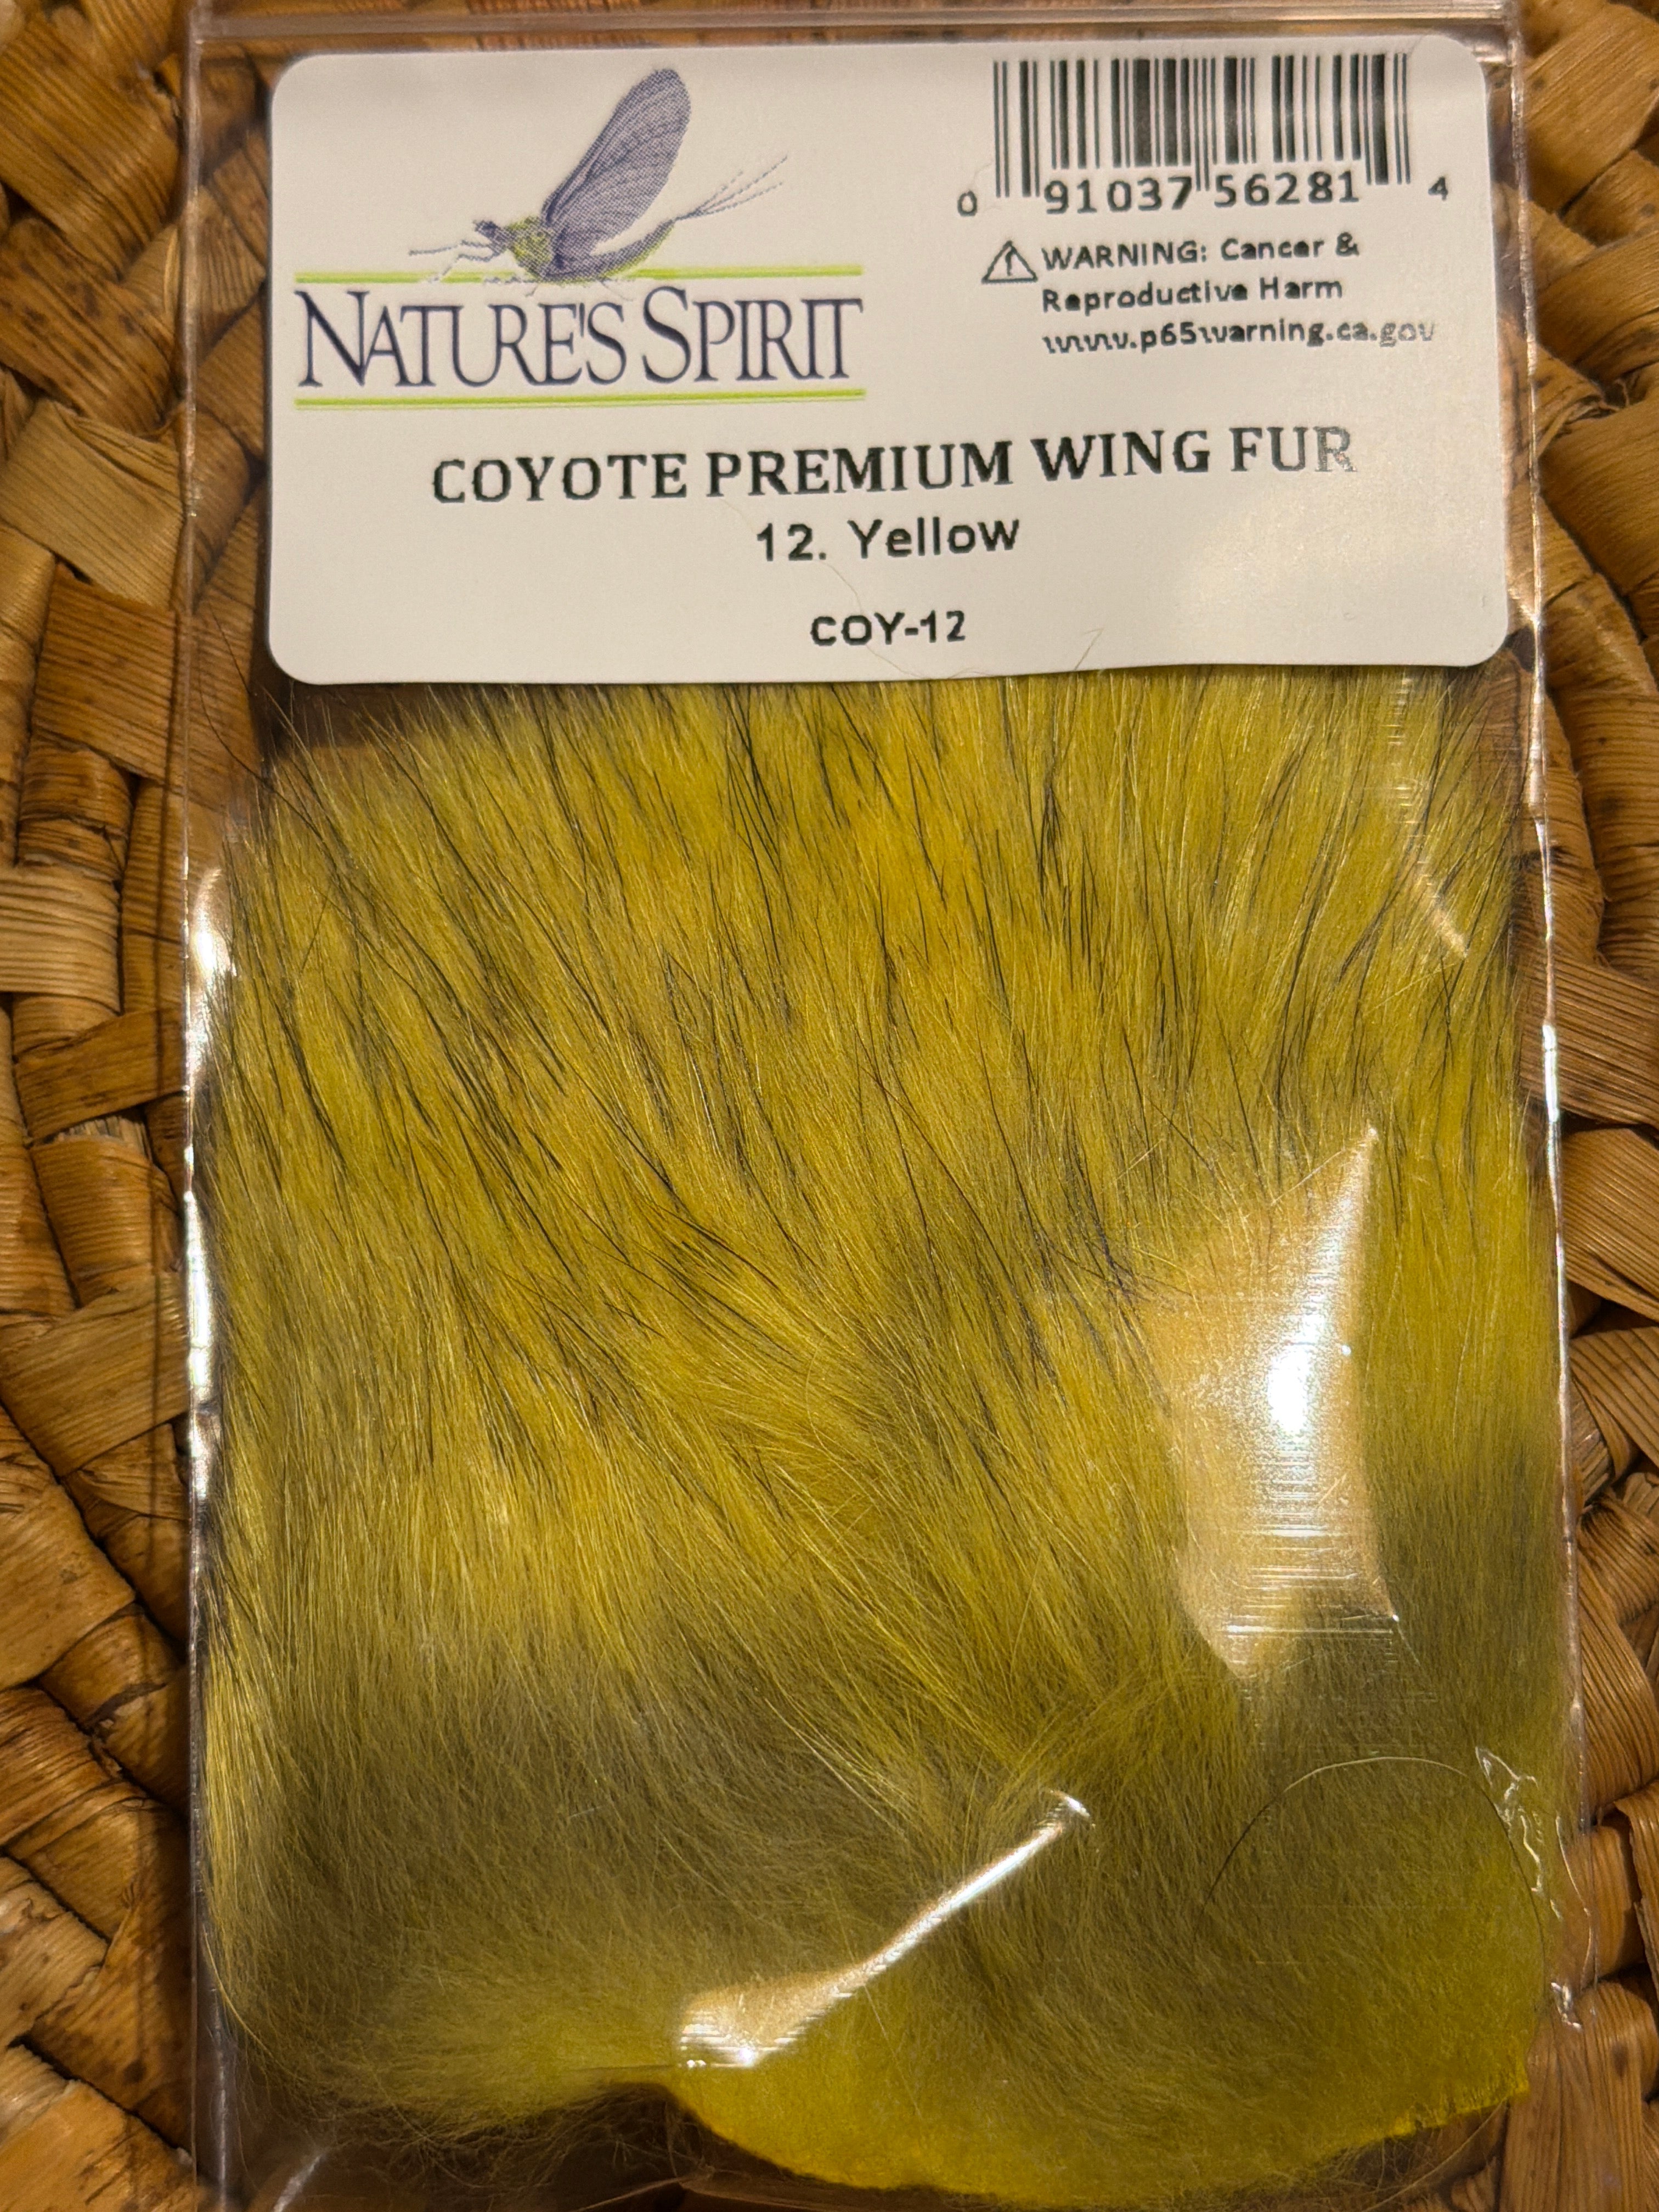 NATURE'S SPIRIT
0 91037 56281 4
WARNING: Cancer &
Reproductive Harm
www.p65warning.ca.gov
COYOTE PREMIUM WING FUR
12. Yellow
COY-12